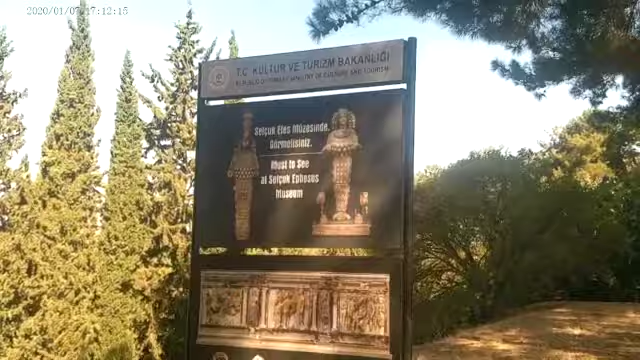 2020/01/07 17:12:15
T.C. KÜLTÜR VE TURİZM BAKANLIĞI
REPUBLIC OF TURKEY MINISTRY OF CULTURE AND TOURISM
Selçuk Efes Müzesinde,
Görmelisiniz.
Must to See
at Selçuk Ephesus
Museum